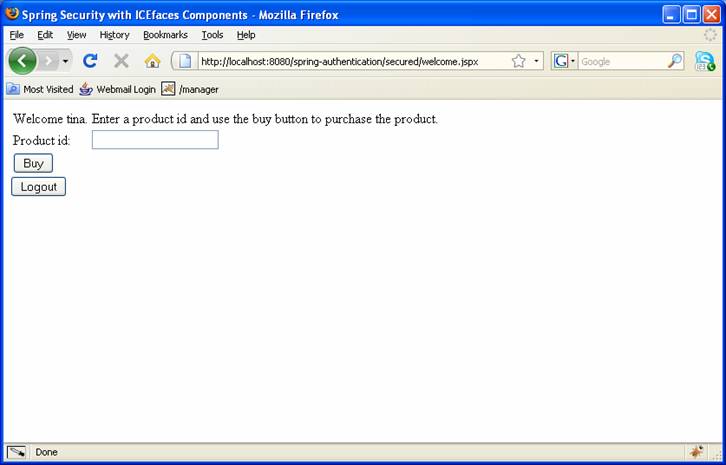 Spring Security with ICEfaces Components - Mozilla Firefox
File Edit View History Bookmarks Tools Help
http://localhost:8080/spring-authentication/secured/welcome.jspx G Google
Most Visited Webmail Login /manager
Welcome tina. Enter a product id and use the buy button to purchase the product.
Product id:
Buy
Logout
Done